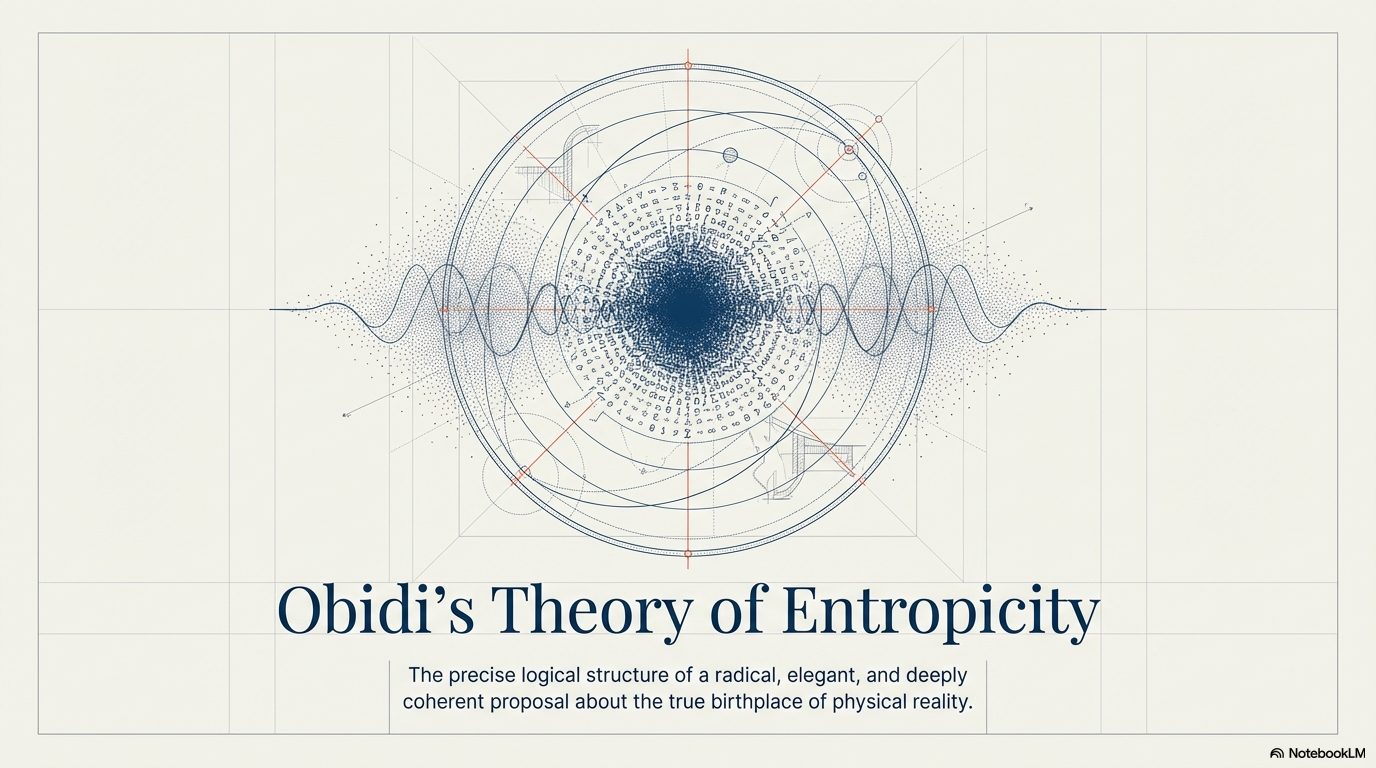 Obidi’s Theory of Entropicity
The precise logical structure of a radical, elegant, and deeply
coherent proposal about the true birthplace of physical reality.
NotebookLM